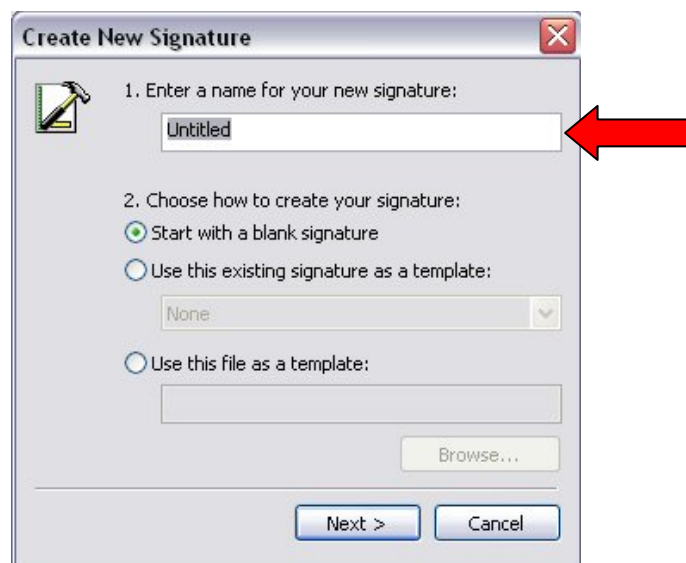 Create New Signature
1. Enter a name for your new signature:
Untitled
2. Choose how to create your signature:
Start with a blank signature
Use this existing signature as a template:
None
Use this file as a template:
Browse...
Next > Cancel